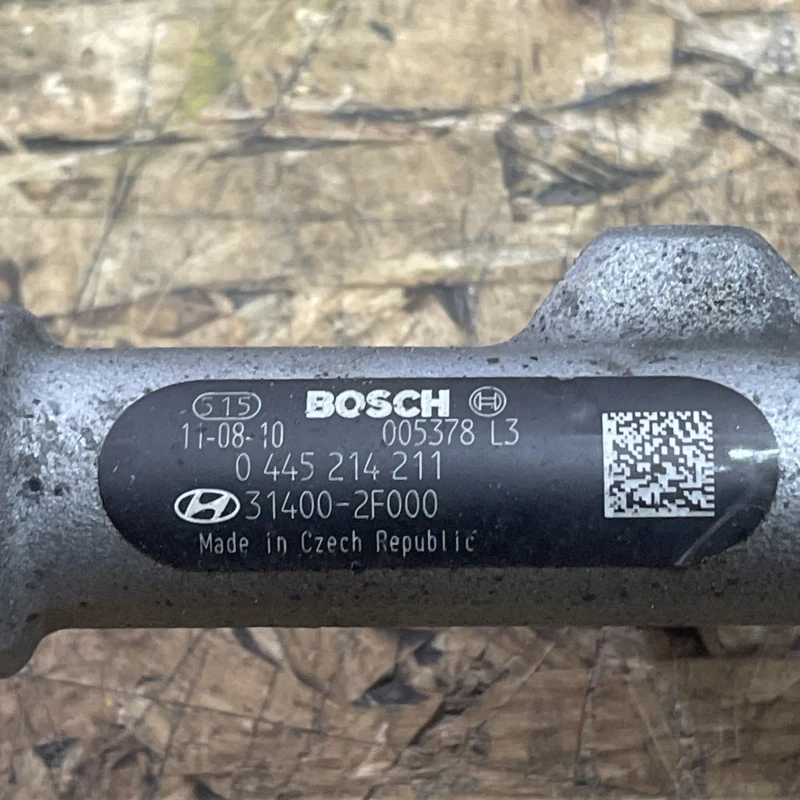 515 BOSCH
11-08-10 005378 L3
0 445 214 211
31400-2F000
Made in Czech Republic